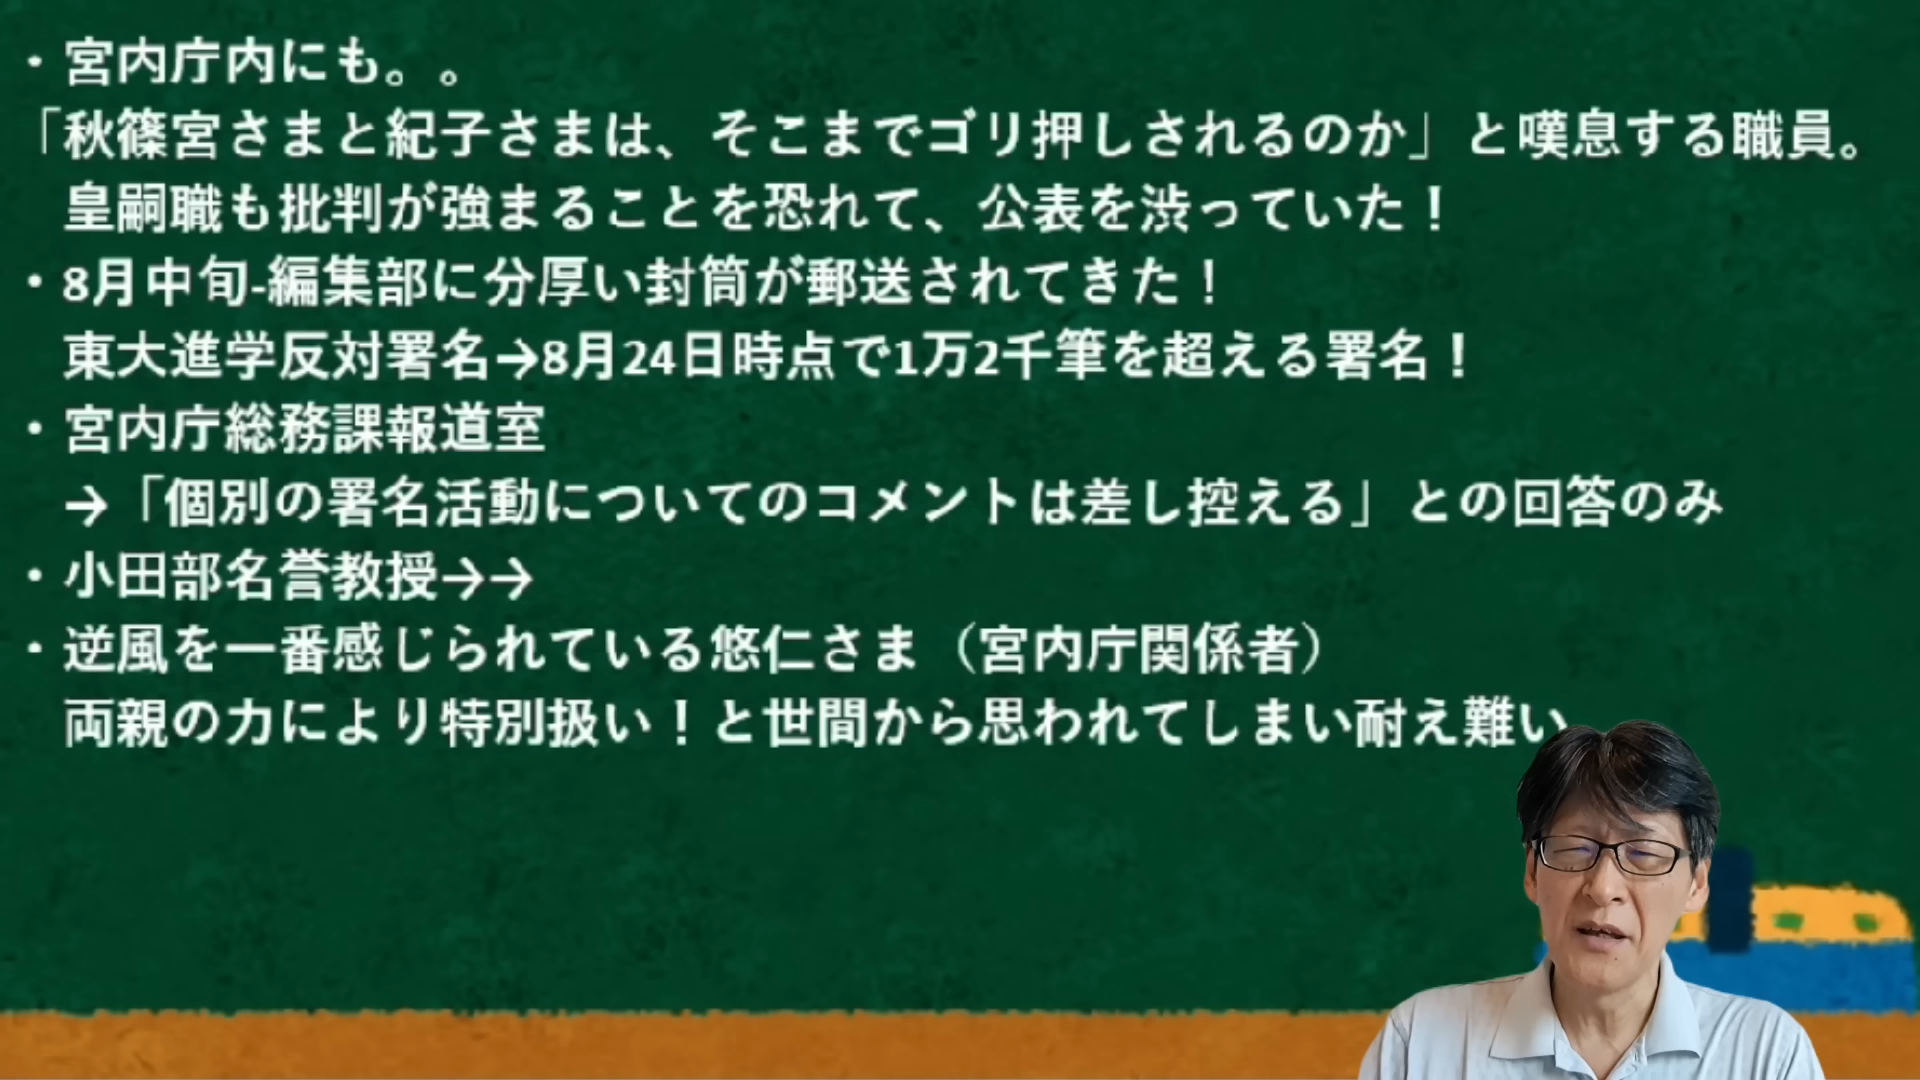 ・宮内庁内にも。。
「秋篠宮さまと紀子さまは、そこまでゴリ押しされるのか」と嘆息する職員。
皇嗣職も批判が強まることを恐れて、公表を渋っていた！
・8月中旬-編集部に分厚い封筒が郵送されてきた！
東大進学反対署名→8月24日時点で1万2千筆を超える署名！
・宮内庁総務課報道室
→「個別の署名活動についてのコメントは差し控える」との回答のみ
・小田部名誉教授→→
・逆風を一番感じられている悠仁さま（宮内庁関係者）
両親の力により特別扱い！と世間から思われてしまい耐え難い